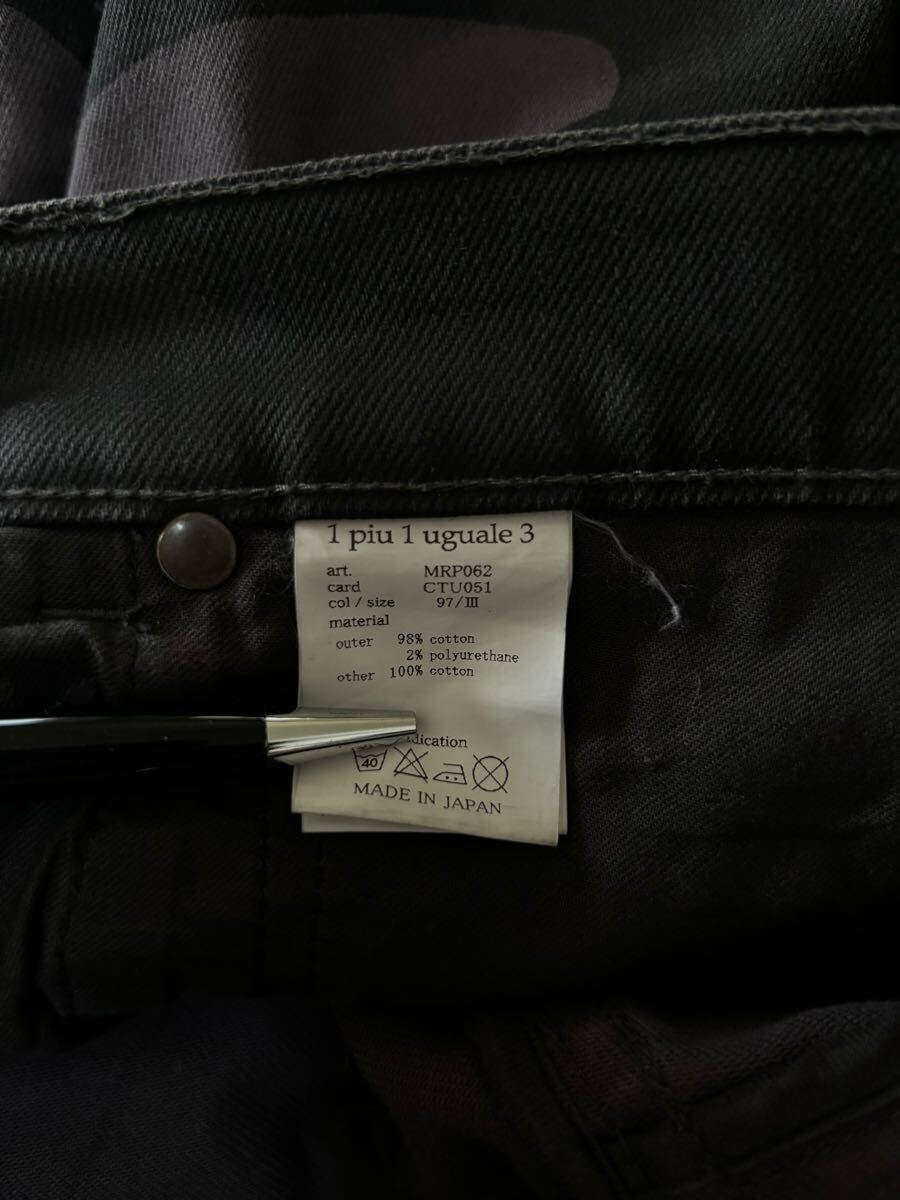 1 piu 1 uguale 3
art. MRP062
card CTU051
col / size 97/III
material
outer 98% cotton
2% polyurethane
other 100% cotton
40
MADE IN JAPAN